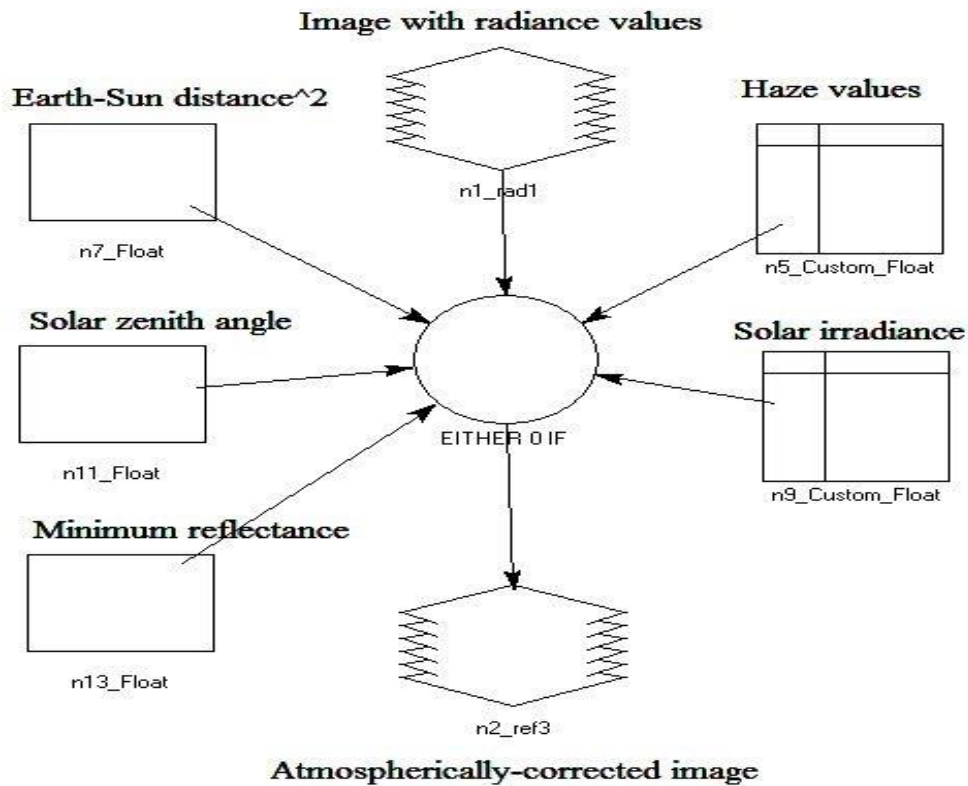 Image with radiance values
Earth-Sun distance^2
Haze values
n1_rad1
n7_Float
n5_Custom_Float
Solar zenith angle
Solar irradiance
EITHER 0 IF
n11_Float
n9_Custom_Float
Minimum reflectance
n13_Float
n2_ref3
Atmospherically-corrected image